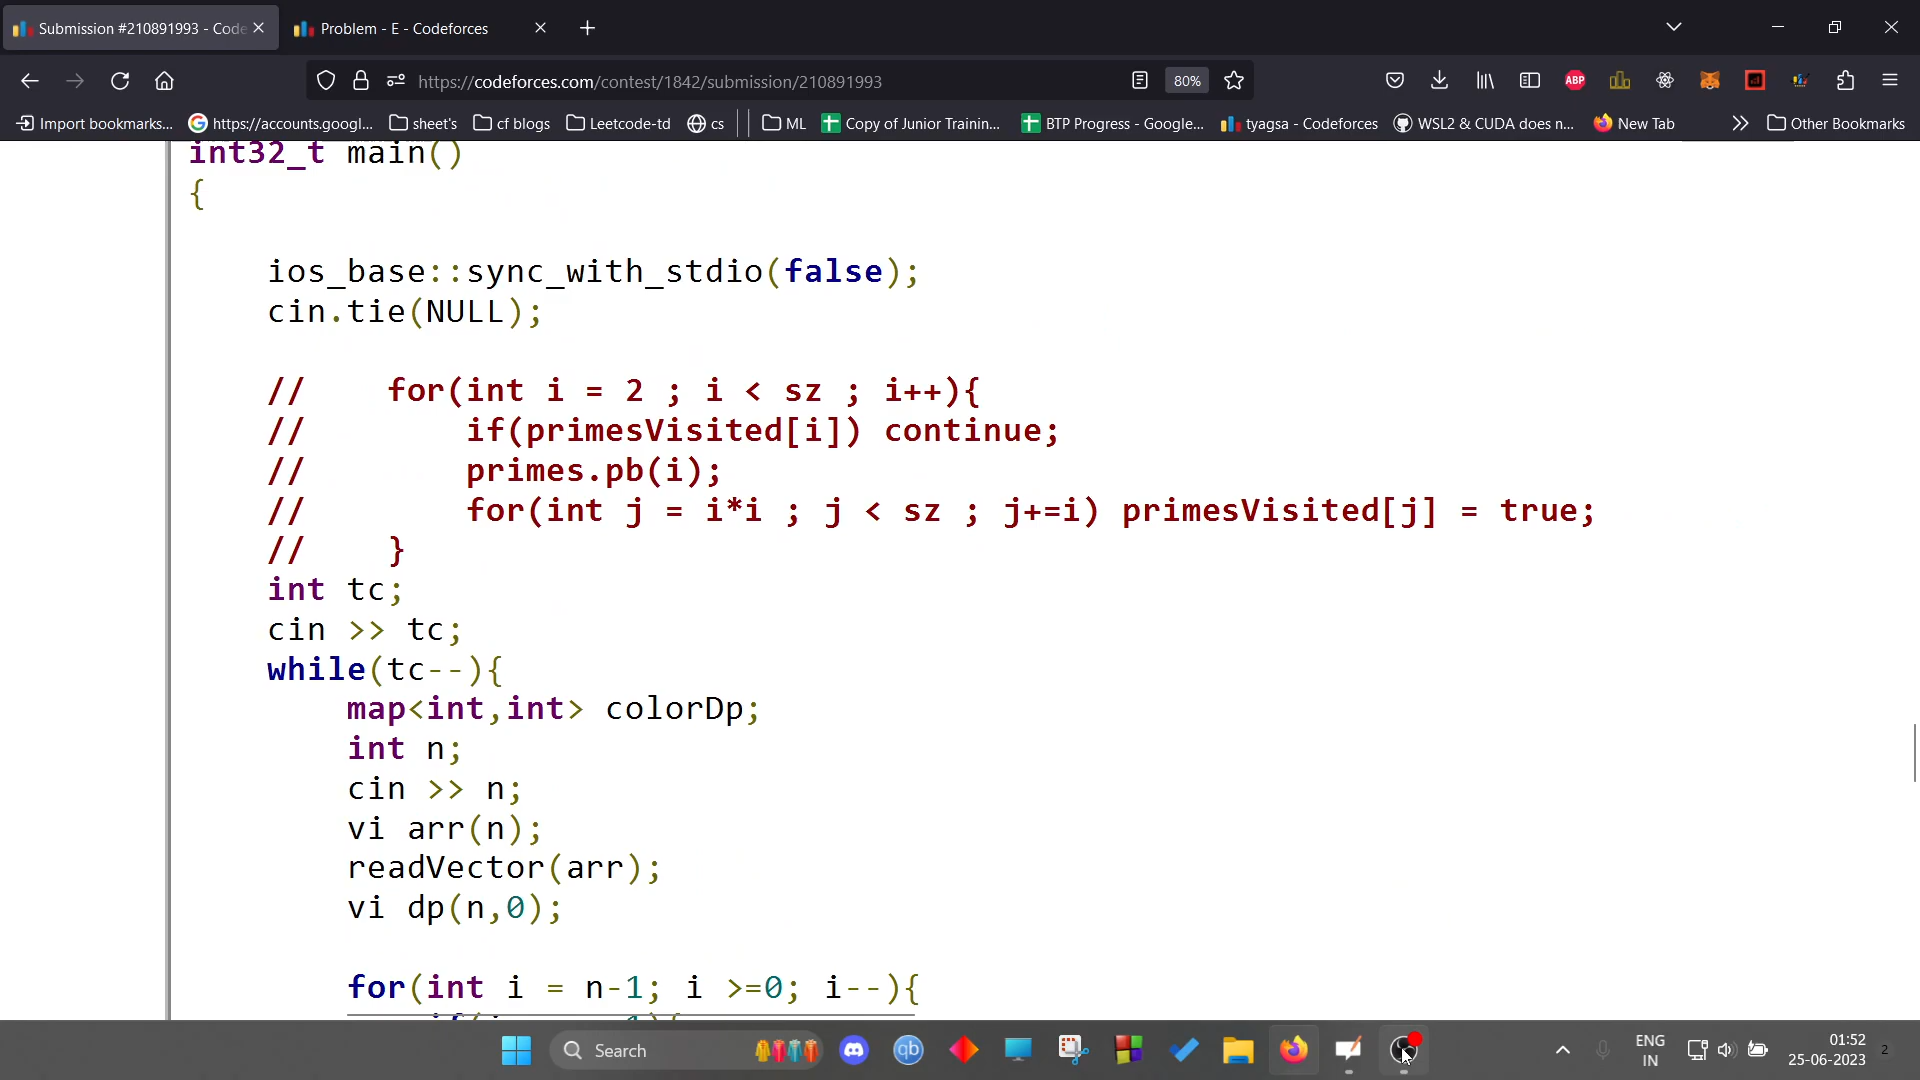 Submission #210891993 - Code
Problem - E - Codeforces
https://codeforces.com/contest/1842/submission/210891993
80%
ABP
Import bookmarks...
https://accounts.googl...
sheet's
cf blogs
Leetcode-td
cs
ML
Copy of Junior Trainin...
BTP Progress - Google...
tyagsa - Codeforces
WSL2 & CUDA does n...
New Tab
Other Bookmarks
int32_t main()
{
ios_base::sync_with_stdio(false);
cin.tie(NULL);
// for(int i = 2 ; i < sz ; i++){
// if(primesVisited[i]) continue;
// primes.pb(i);
// for(int j = i*i ; j < sz ; j+=i) primesVisited[j] = true;
// }
int tc;
cin >> tc;
while(tc--){
map<int,int> colorDp;
int n;
cin >> n;
vi arr(n);
readVector(arr);
vi dp(n,0);
for(int i = n-1; i >=0; i--){
Search
qb
ENG
IN
01:52
25-06-2023
2